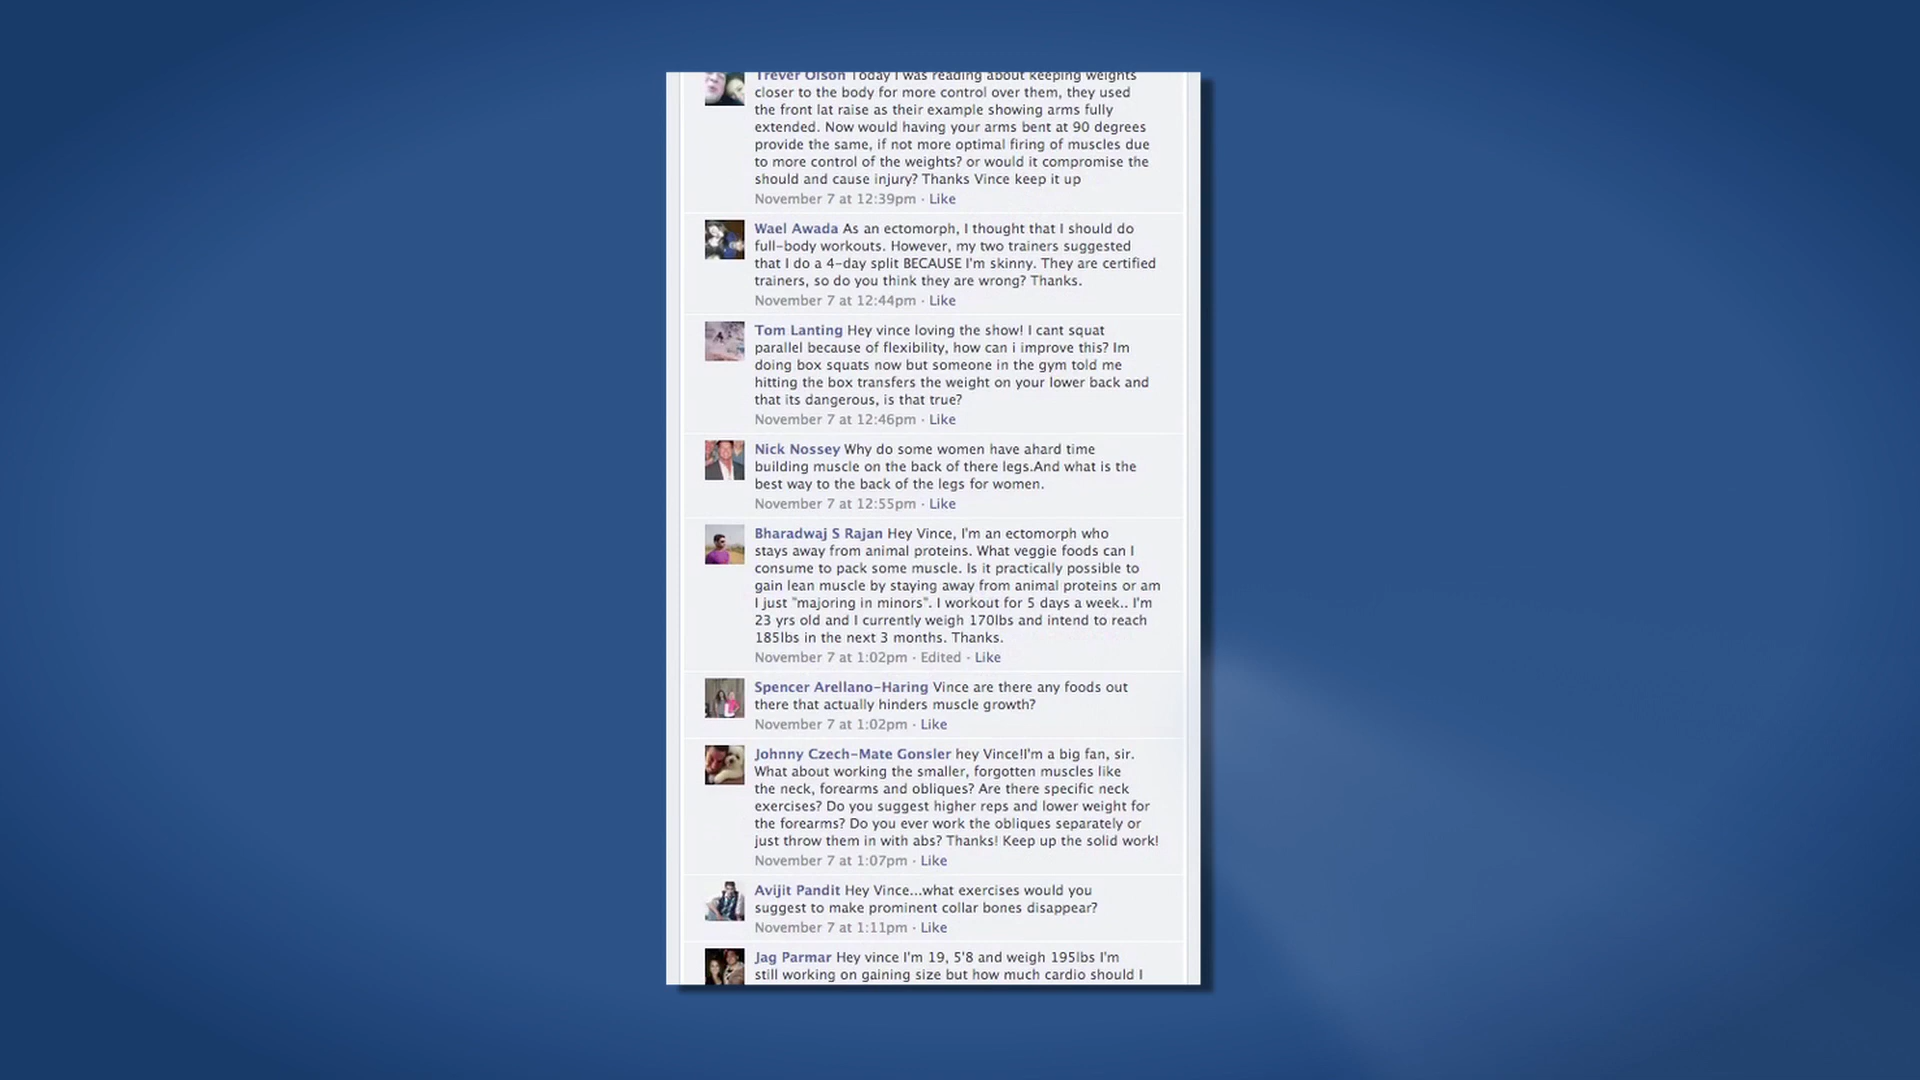 Trever Olson Today I was reading about keeping weights
closer to the body for more control over them, they used
the front lat raise as their example showing arms fully
extended. Now would having your arms bent at 90 degrees
provide the same, if not more optimal firing of muscles due
to more control of the weights? or would it compromise the
should and cause injury? Thanks Vince keep it up
November 7 at 12:39pm · Like
Wael Awada As an ectomorph, I thought that I should do
full-body workouts. However, my two trainers suggested
that I do a 4-day split BECAUSE I'm skinny. They are certified
trainers, so do you think they are wrong? Thanks.
November 7 at 12:44pm · Like
Tom Lanting Hey vince loving the show! I cant squat
parallel because of flexibility, how can i improve this? Im
doing box squats now but someone in the gym told me
hitting the box transfers the weight on your lower back and
that its dangerous, is that true?
November 7 at 12:46pm · Like
Nick Nossey Why do some women have ahard time
building muscle on the back of there legs.And what is the
best way to the back of the legs for women.
November 7 at 12:55pm · Like
Bharadwaj S Rajan Hey Vince, I'm an ectomorph who
stays away from animal proteins. What veggie foods can I
consume to pack some muscle. Is it practically possible to
gain lean muscle by staying away from animal proteins or am
I just "majoring in minors". I workout for 5 days a week.. I'm
23 yrs old and I currently weigh 170lbs and intend to reach
185lbs in the next 3 months. Thanks.
November 7 at 1:02pm · Edited · Like
Spencer Arellano-Haring Vince are there any foods out
there that actually hinders muscle growth?
November 7 at 1:02pm · Like
Johnny Czech-Mate Gonsler hey Vince!I'm a big fan, sir.
What about working the smaller, forgotten muscles like
the neck, forearms and obliques? Are there specific neck
exercises? Do you suggest higher reps and lower weight for
the forearms? Do you ever work the obliques separately or
just throw them in with abs? Thanks! Keep up the solid work!
November 7 at 1:07pm · Like
Avijit Pandit Hey Vince...what exercises would you
suggest to make prominent collar bones disappear?
November 7 at 1:11pm · Like
Jag Parmar Hey vince I'm 19, 5'8 and weigh 195lbs I'm
still working on gaining size but how much cardio should I